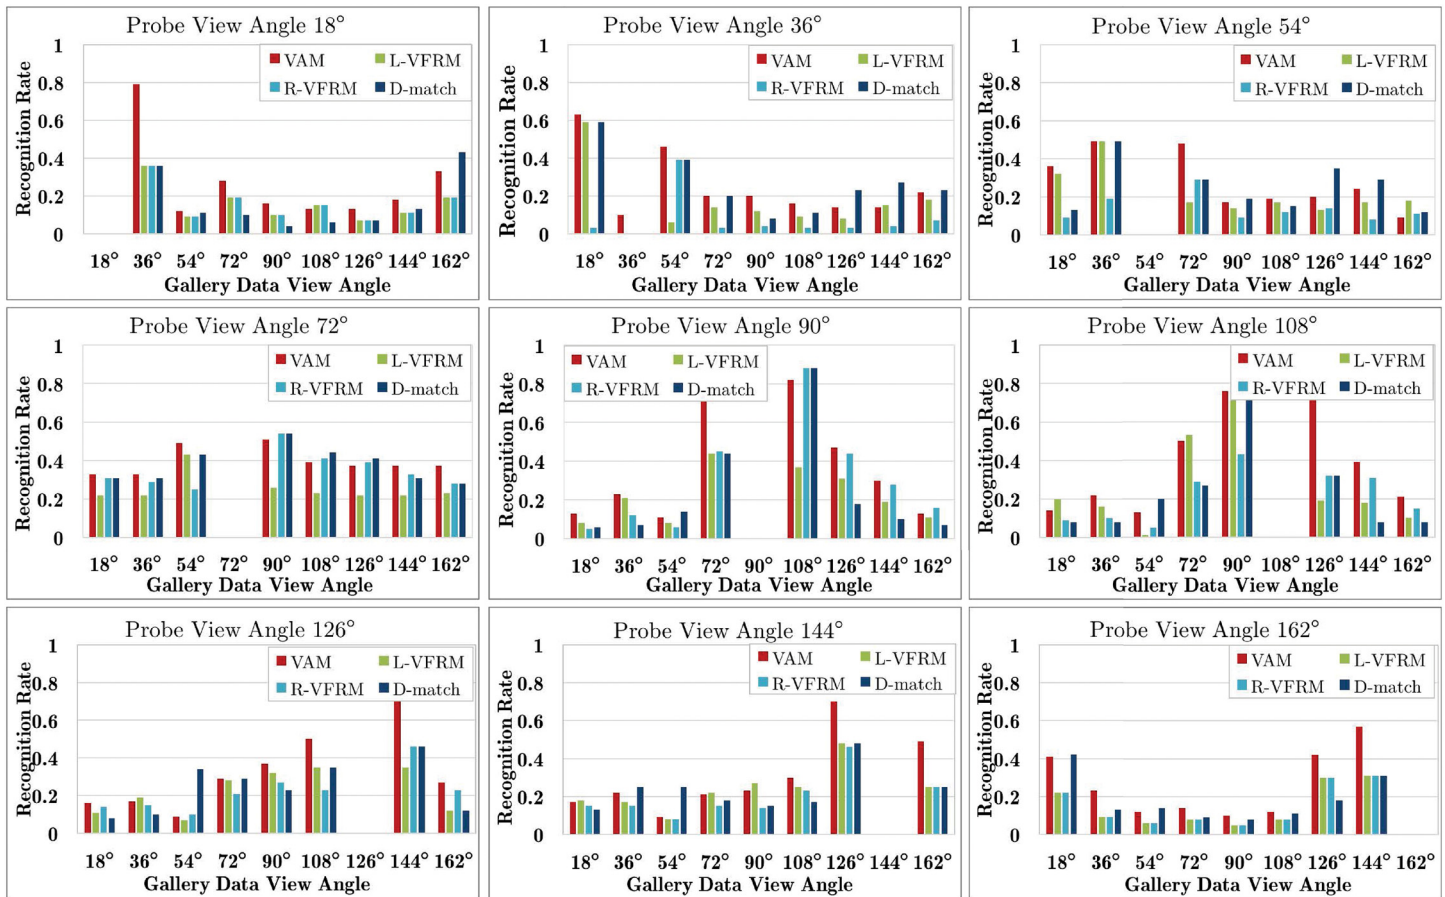 Probe View Angle 18°
1
0.8
0.6
0.4
0.2
0
Recognition Rate
VAM L-VFRM
R-VFRM D-match
18° 36° 54° 72° 90° 108° 126° 144° 162°
Gallery Data View Angle
Probe View Angle 36°
1
0.8
0.6
0.4
0.2
0
Recognition Rate
VAM L-VFRM
R-VFRM D-match
18° 36° 54° 72° 90° 108° 126° 144° 162°
Gallery Data View Angle
Probe View Angle 54°
1
0.8
0.6
0.4
0.2
0
Recognition Rate
VAM L-VFRM
R-VFRM D-match
18° 36° 54° 72° 90° 108° 126° 144° 162°
Gallery Data View Angle
Probe View Angle 72°
1
0.8
0.6
0.4
0.2
0
Recognition Rate
VAM L-VFRM
R-VFRM D-match
18° 36° 54° 72° 90° 108° 126° 144° 162°
Gallery Data View Angle
Probe View Angle 90°
1
0.8
0.6
0.4
0.2
0
Recognition Rate
VAM L-VFRM
R-VFRM D-match
18° 36° 54° 72° 90° 108° 126° 144° 162°
Gallery Data View Angle
Probe View Angle 108°
1
0.8
0.6
0.4
0.2
0
Recognition Rate
VAM L-VFRM
R-VFRM D-match
18° 36° 54° 72° 90° 108° 126° 144° 162°
Gallery Data View Angle
Probe View Angle 126°
1
0.8
0.6
0.4
0.2
0
Recognition Rate
VAM L-VFRM
R-VFRM D-match
18° 36° 54° 72° 90° 108° 126° 144° 162°
Gallery Data View Angle
Probe View Angle 144°
1
0.8
0.6
0.4
0.2
0
Recognition Rate
VAM L-VFRM
R-VFRM D-match
18° 36° 54° 72° 90° 108° 126° 144° 162°
Gallery Data View Angle
Probe View Angle 162°
1
0.8
0.6
0.4
0.2
0
Recognition Rate
VAM L-VFRM
R-VFRM D-match
18° 36° 54° 72° 90° 108° 126° 144° 162°
Gallery Data View Angle